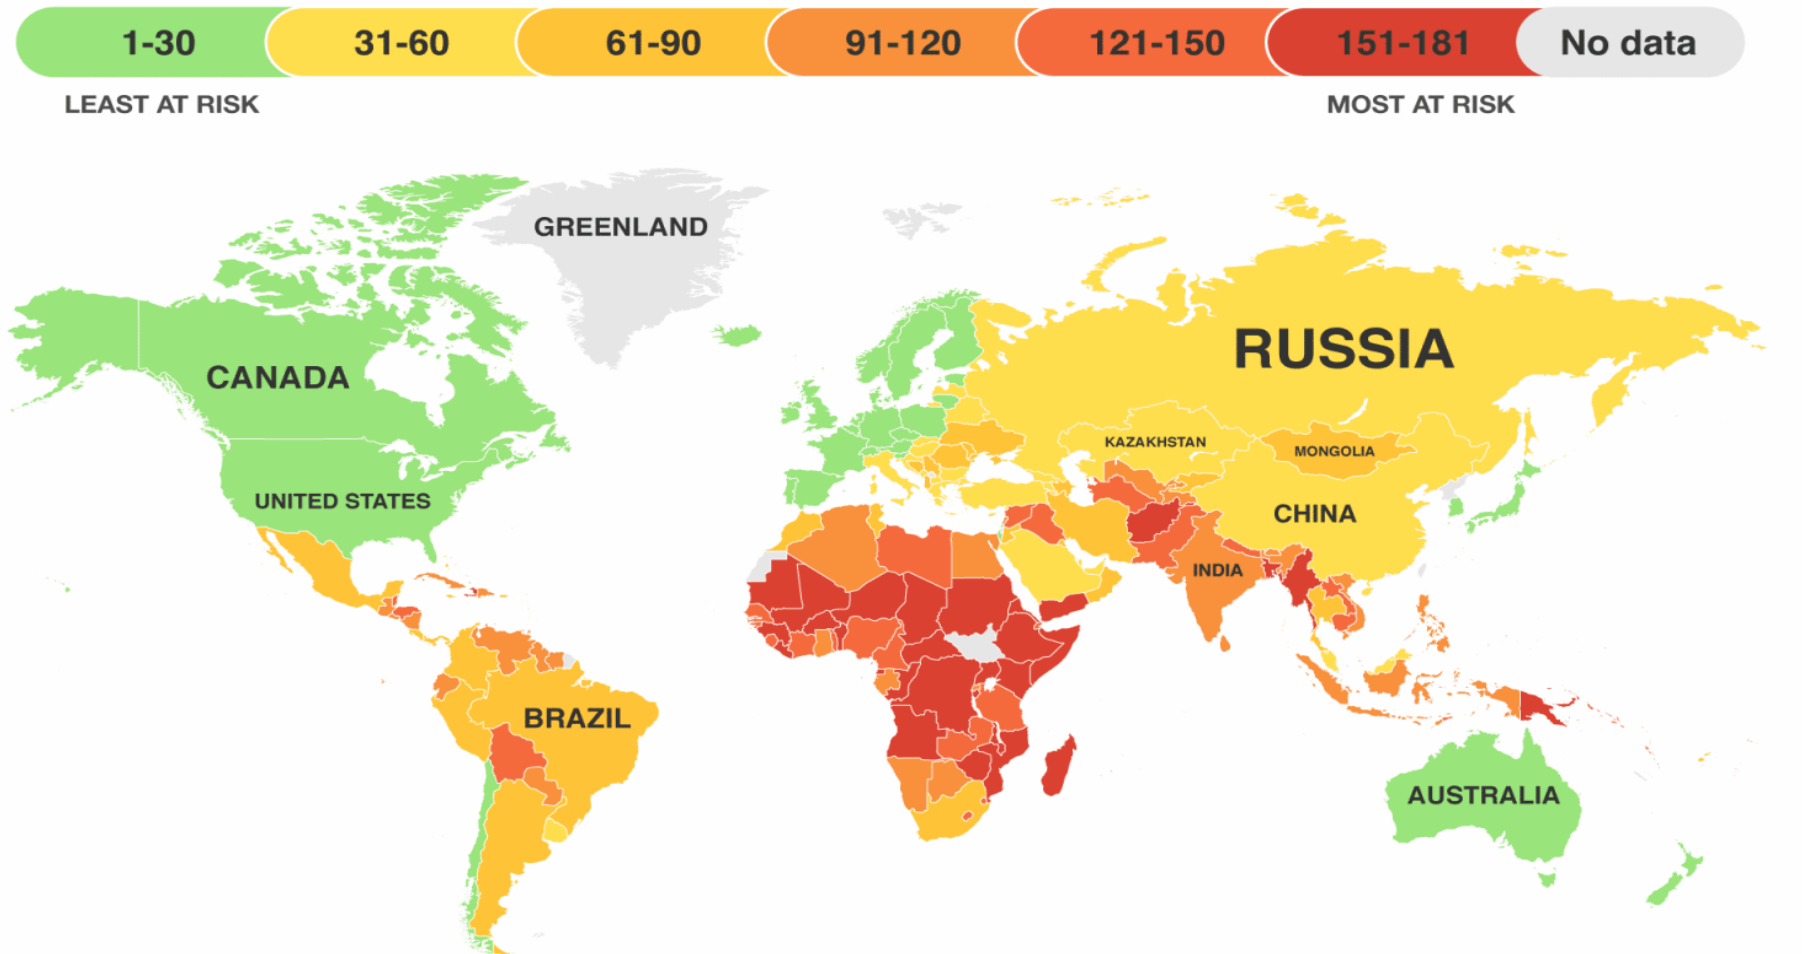 1-30
31-60
61-90
91-120
121-150
151-181
No data
LEAST AT RISK
MOST AT RISK
GREENLAND
RUSSIA
CANADA
KAZAKHSTAN
MONGOLIA
UNITED STATES
CHINA
INDIA
BRAZIL
AUSTRALIA